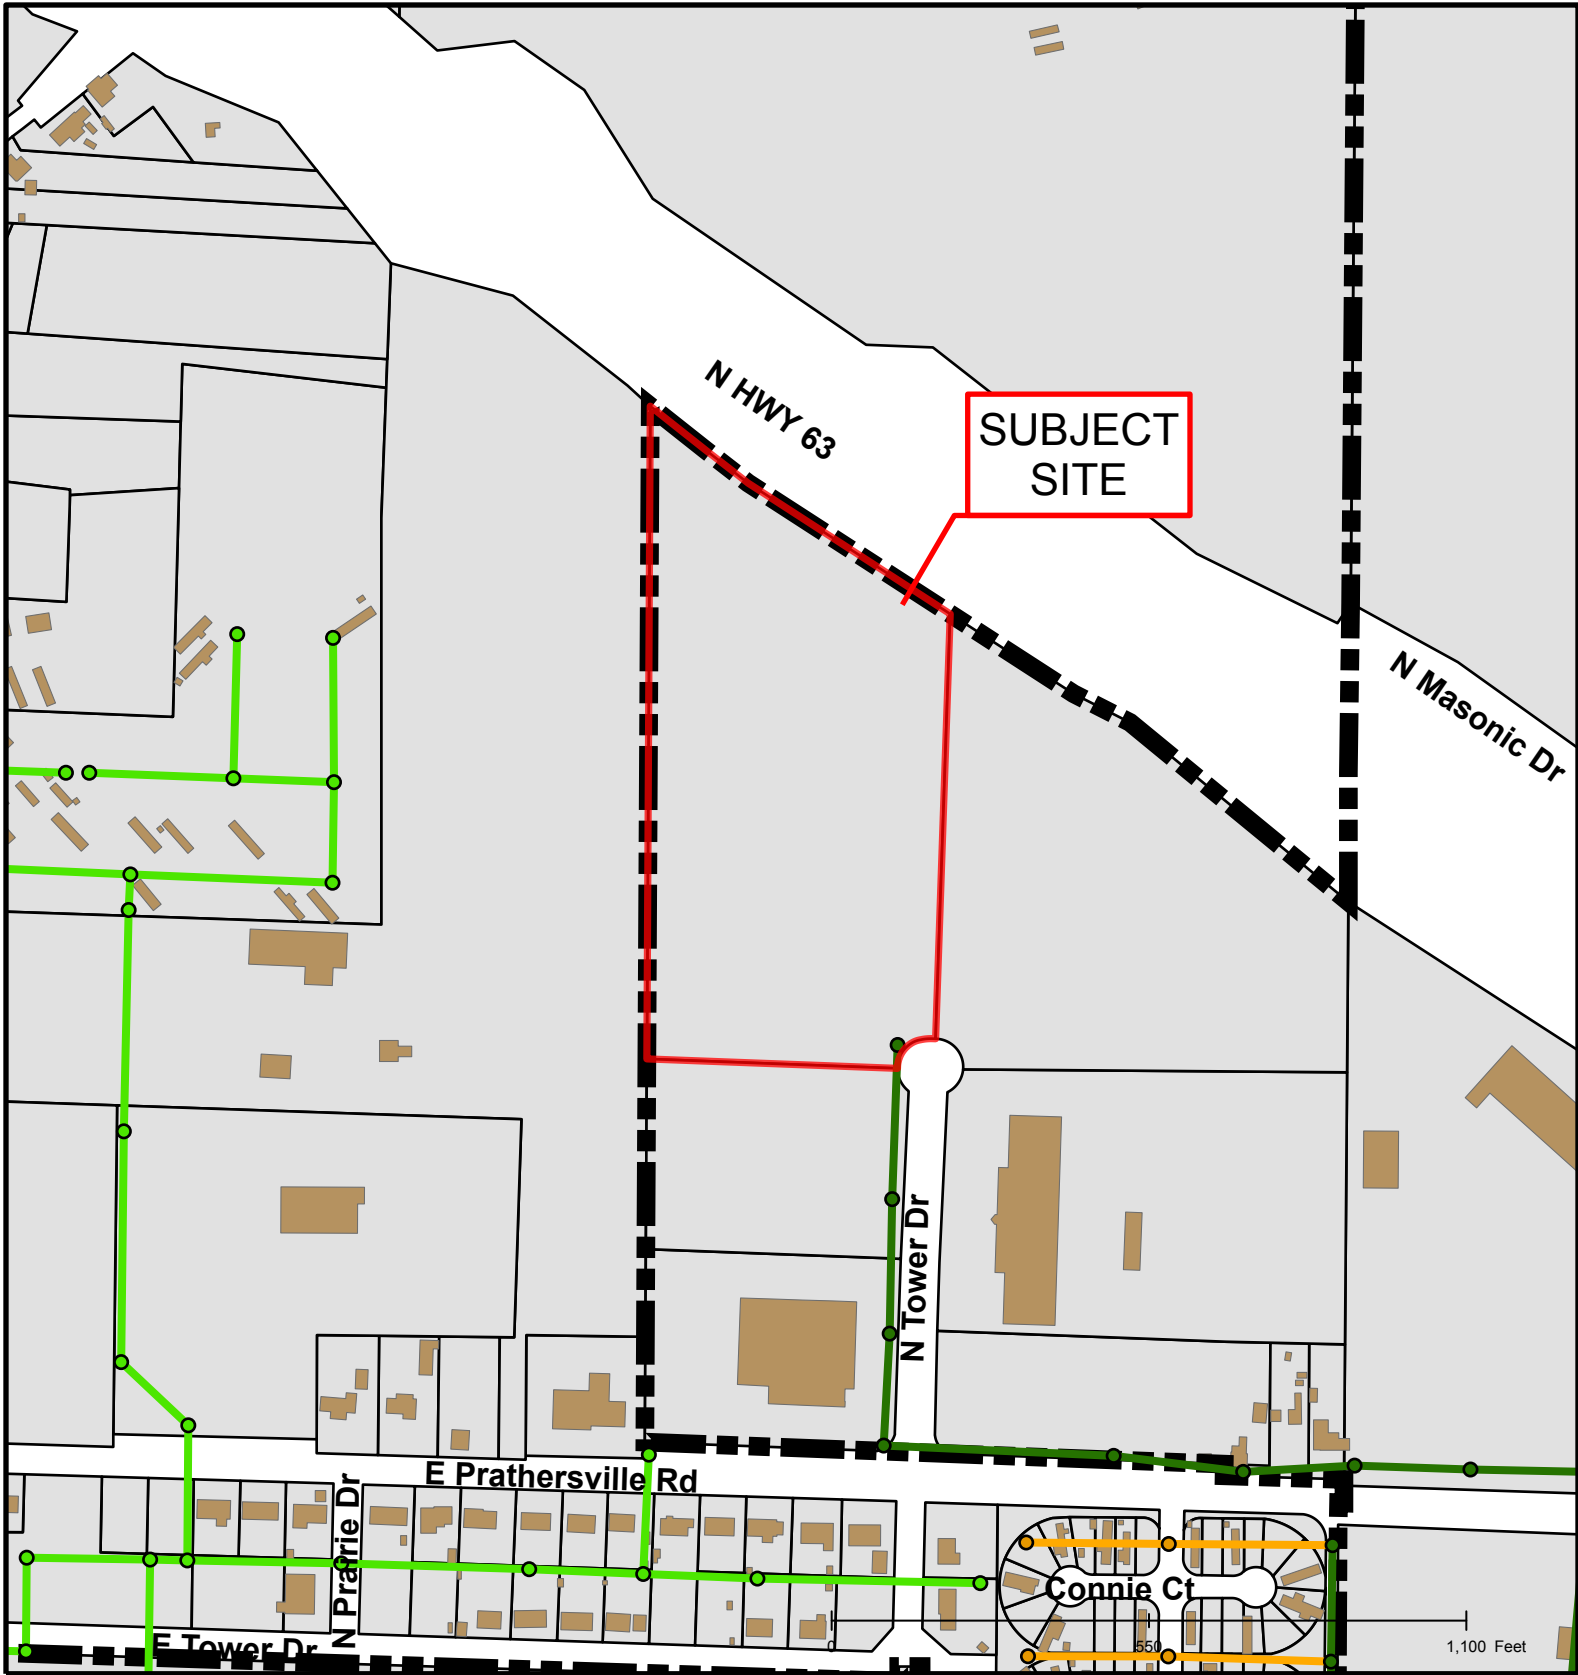 N HWY 63
SUBJECT
SITE
N Masonic Dr
N Tower Dr
E Prathersville Rd
N Prairie Dr
Connie Ct
E Tower Dr
0 550 1,100 Feet